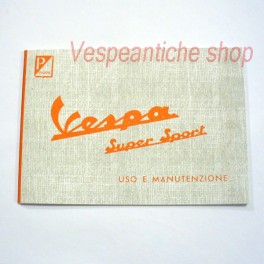 Vespeantiche shop
Vespa
Super Sport
USO E MANUTENZIONE